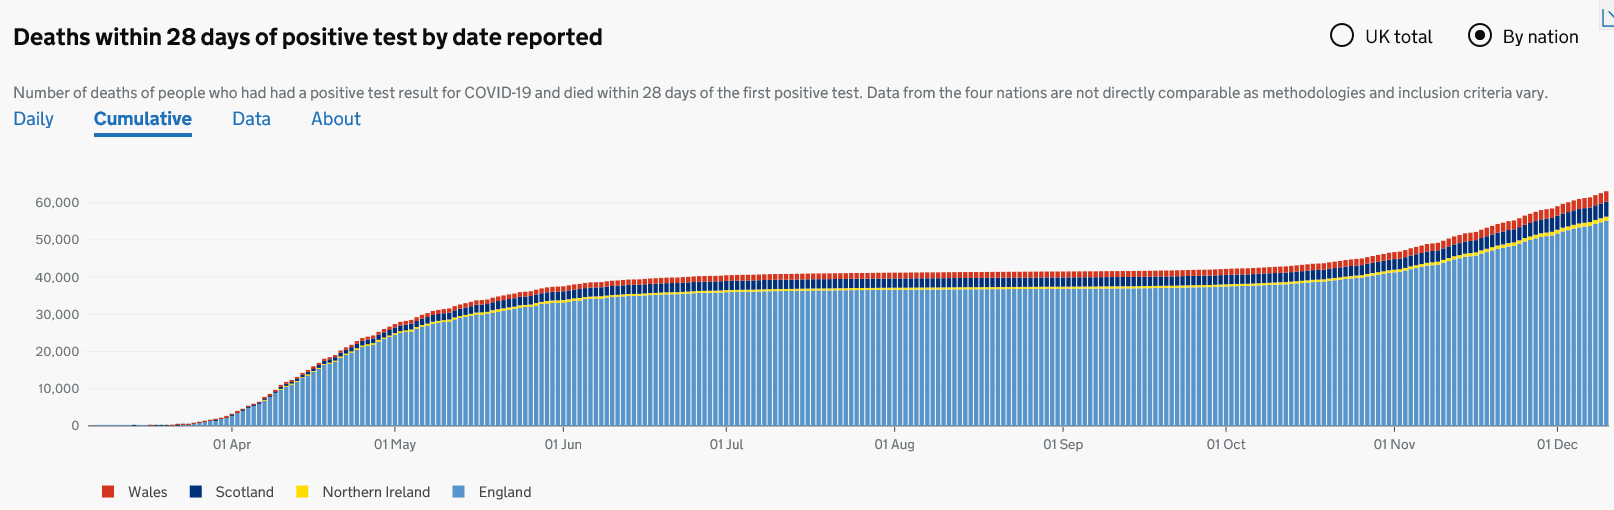 Deaths within 28 days of positive test by date reported
UK total
By nation
Number of deaths of people who had had a positive test result for COVID-19 and died within 28 days of the first positive test. Data from the four nations are not directly comparable as methodologies and inclusion criteria vary.
Daily Cumulative Data About
60,000
50,000
40,000
30,000
20,000
10,000
0
01 Apr 01 May 01 Jun 01 Jul 01 Aug 01 Sep 01 Oct 01 Nov 01 Dec
Wales Scotland Northern Ireland England